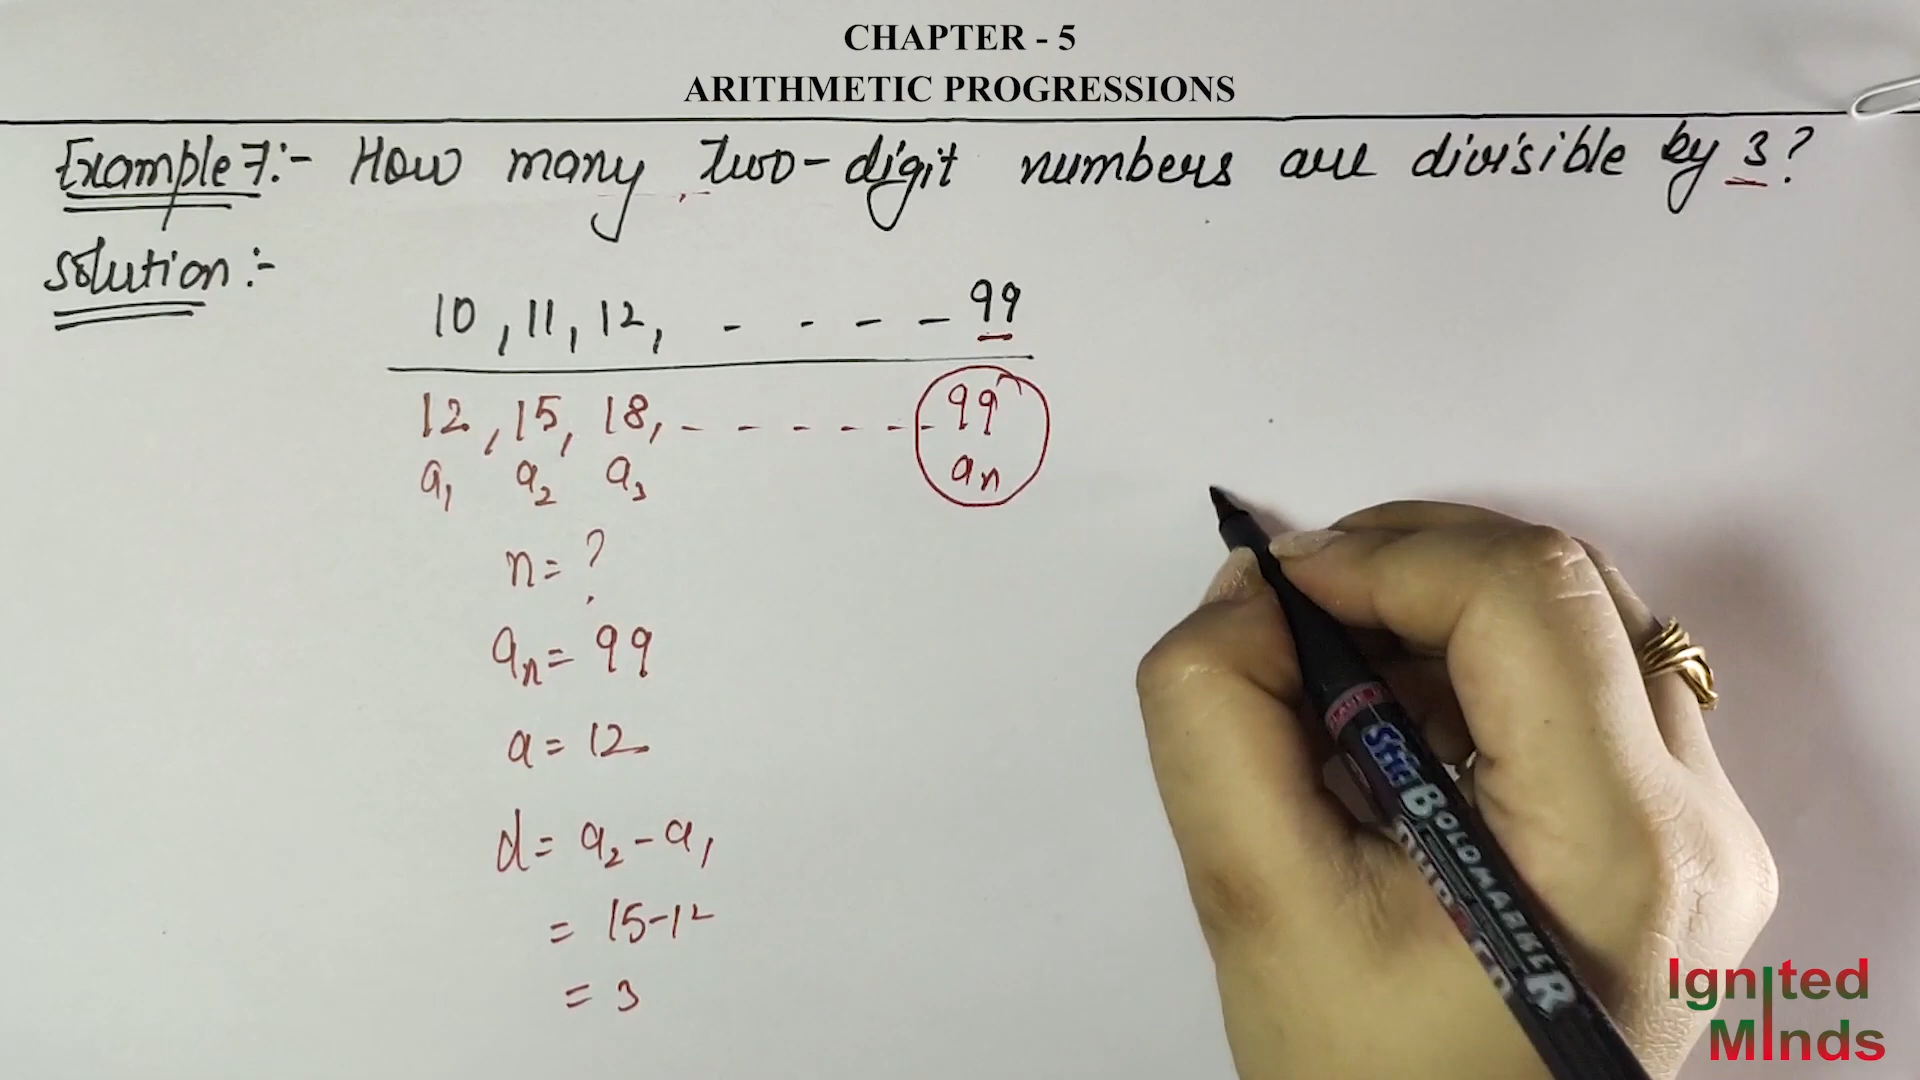 CHAPTER - 5
ARITHMETIC PROGRESSIONS
Example 7:- How many two-digit numbers are divisible by 3?
Solution :-
10, 11, 12, - - - - 99
12, 15, 18, - - - - - - 99
a1 a2 a3 an
n = ?
an = 99
a = 12
d = a2 - a1
= 15-12
= 3
BOLDMARKER
Ignited
Minds